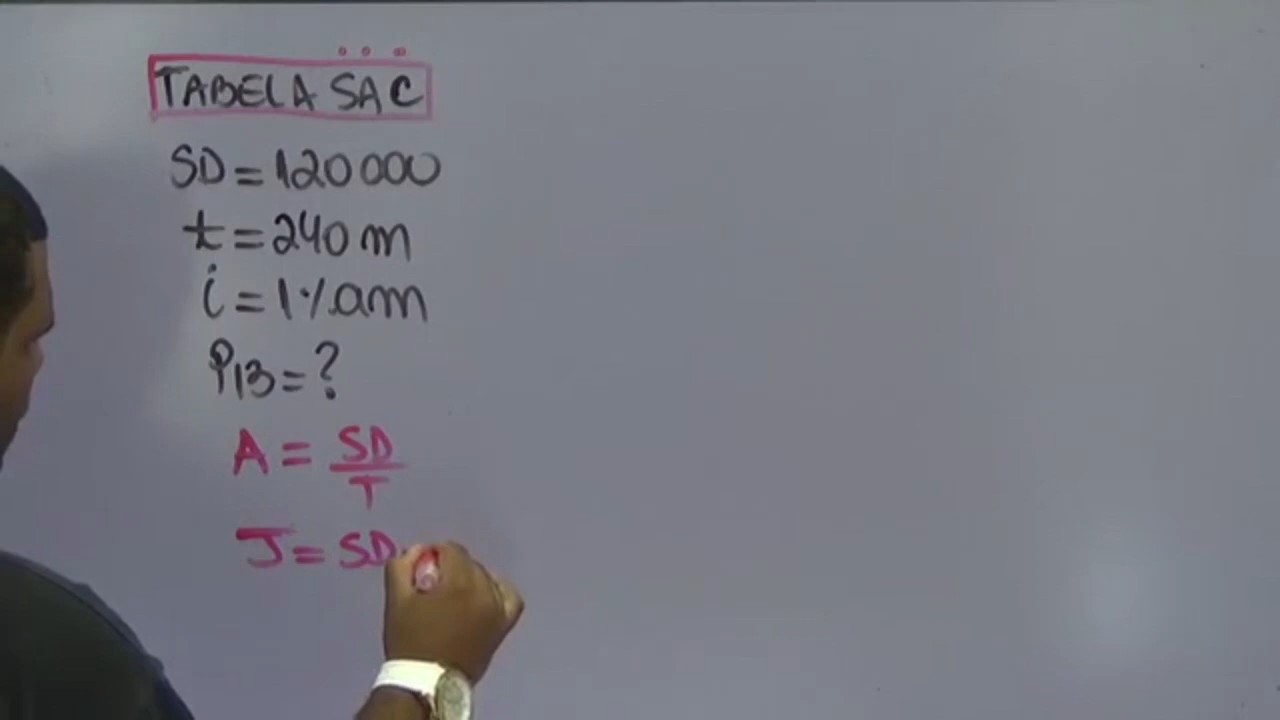 TABELA SAC
SD = 120 000
t = 240 m
i = 1% am
P13 = ?
A = SD
T
J = SD.